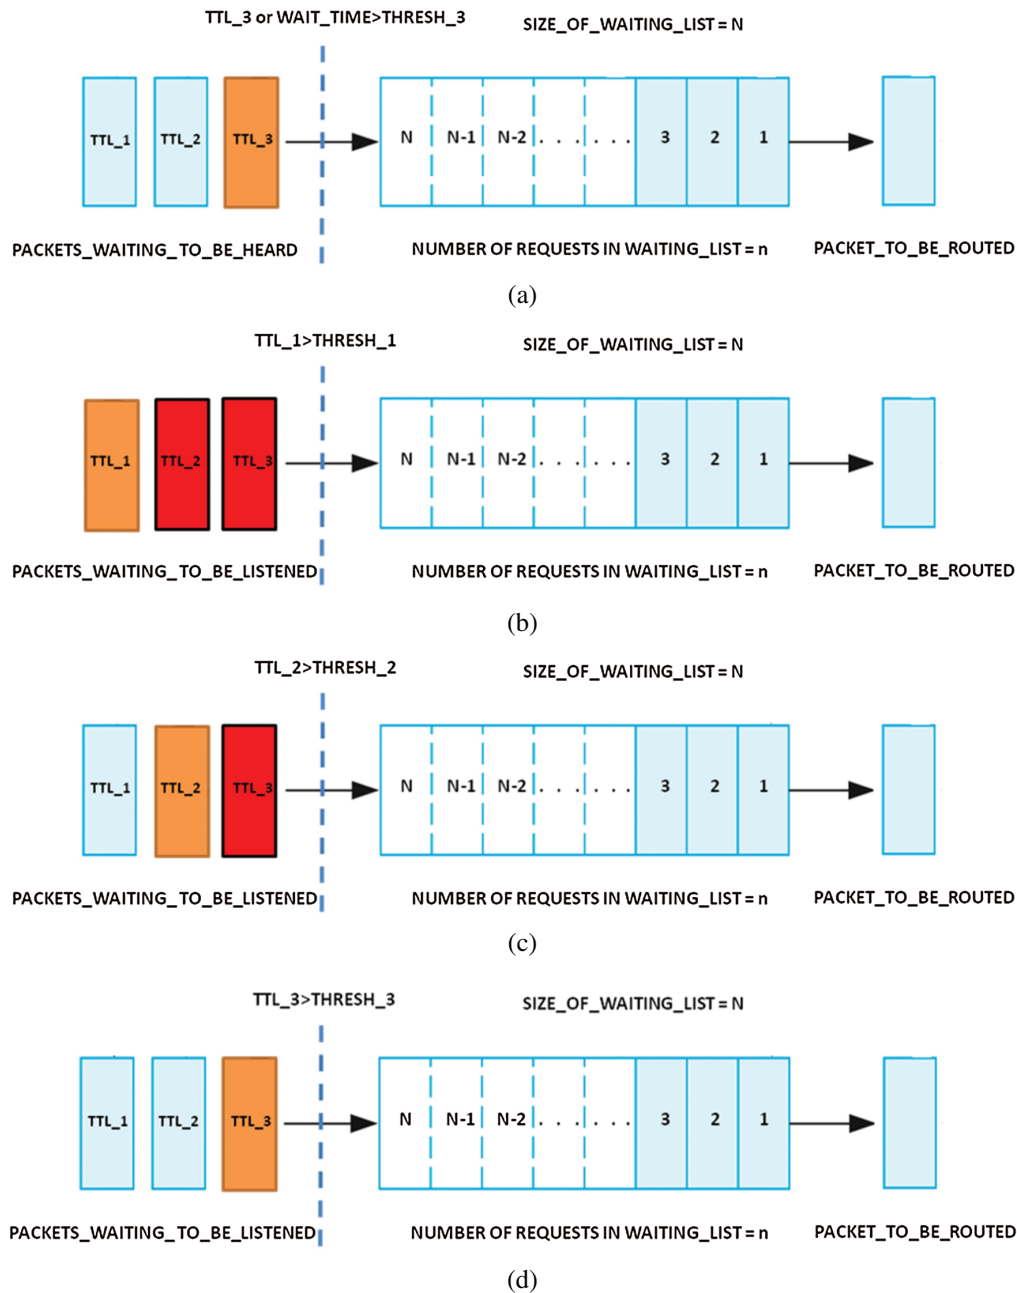 TTL_3 or WAIT_TIME>THRESH_3 SIZE_OF_WAITING_LIST = N
TTL_1 TTL_2 TTL_3 N N-1 N-2 . . . . . . 3 2 1
PACKETS_WAITING_TO_BE_HEARD NUMBER OF REQUESTS IN WAITING_LIST = n PACKET_TO_BE_ROUTED
(a)
TTL_1>THRESH_1 SIZE_OF_WAITING_LIST = N
TTL_1 TTL_2 TTL_3 N N-1 N-2 . . . . . . 3 2 1
PACKETS_WAITING_TO_BE_LISTENED NUMBER OF REQUESTS IN WAITING_LIST = n PACKET_TO_BE_ROUTED
(b)
TTL_2>THRESH_2 SIZE_OF_WAITING_LIST = N
TTL_1 TTL_2 TTL_3 N N-1 N-2 . . . . . . 3 2 1
PACKETS_WAITING_TO_BE_LISTENED NUMBER OF REQUESTS IN WAITING_LIST = n PACKET_TO_BE_ROUTED
(c)
TTL_3>THRESH_3 SIZE_OF_WAITING_LIST = N
TTL_1 TTL_2 TTL_3 N N-1 N-2 . . . . . . 3 2 1
PACKETS_WAITING_TO_BE_LISTENED NUMBER OF REQUESTS IN WAITING_LIST = n PACKET_TO_BE_ROUTED
(d)